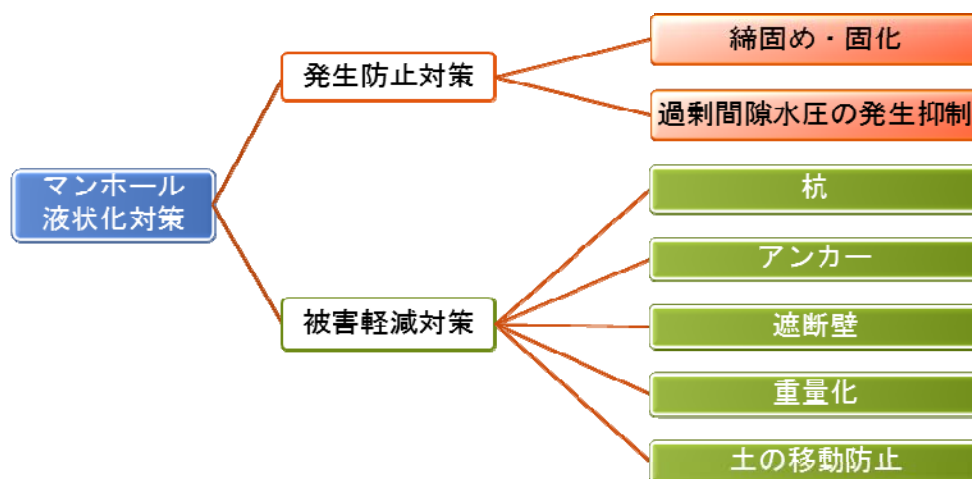 マンホール
液状化対策
発生防止対策
締固め・固化
過剰間隙水圧の発生抑制
被害軽減対策
杭
アンカー
遮断壁
重量化
土の移動防止